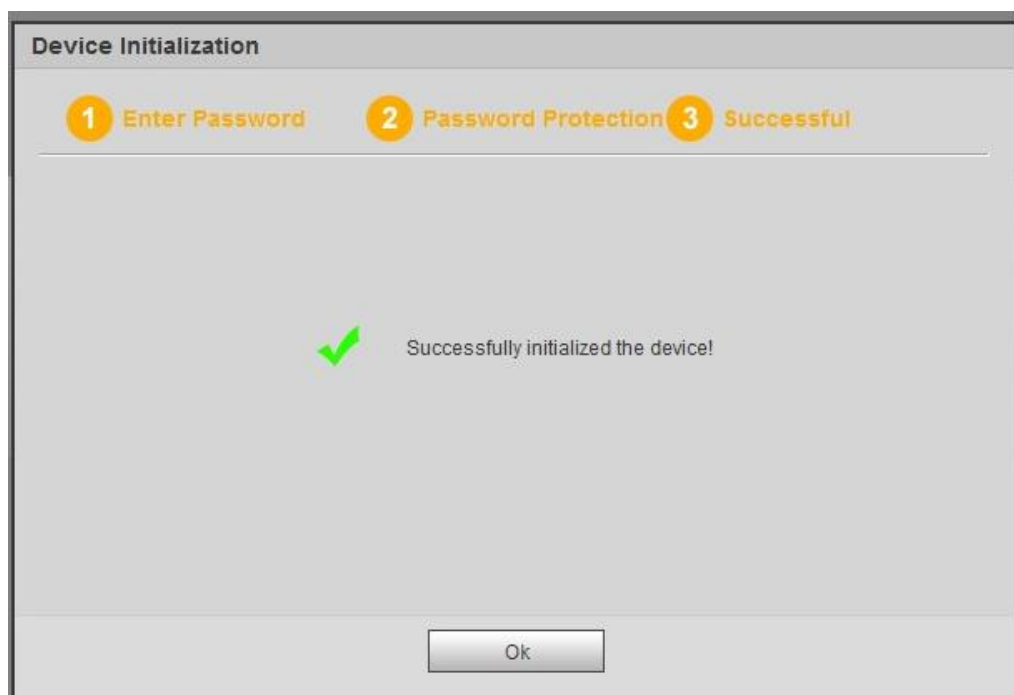 Device Initialization
1 Enter Password 2 Password Protection 3 Successful
Successfully initialized the device!
Ok